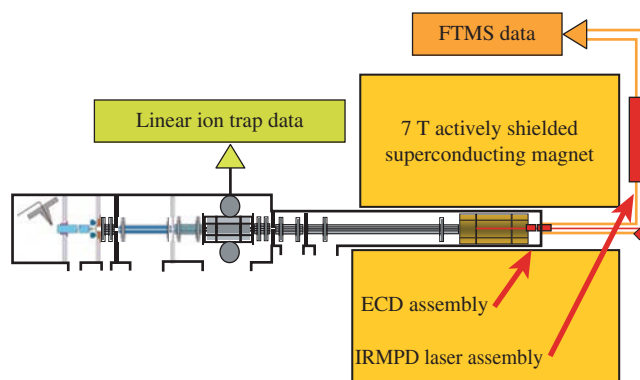 FTMS data
Linear ion trap data
7 T actively shielded
superconducting magnet
ECD assembly
IRMPD laser assembly